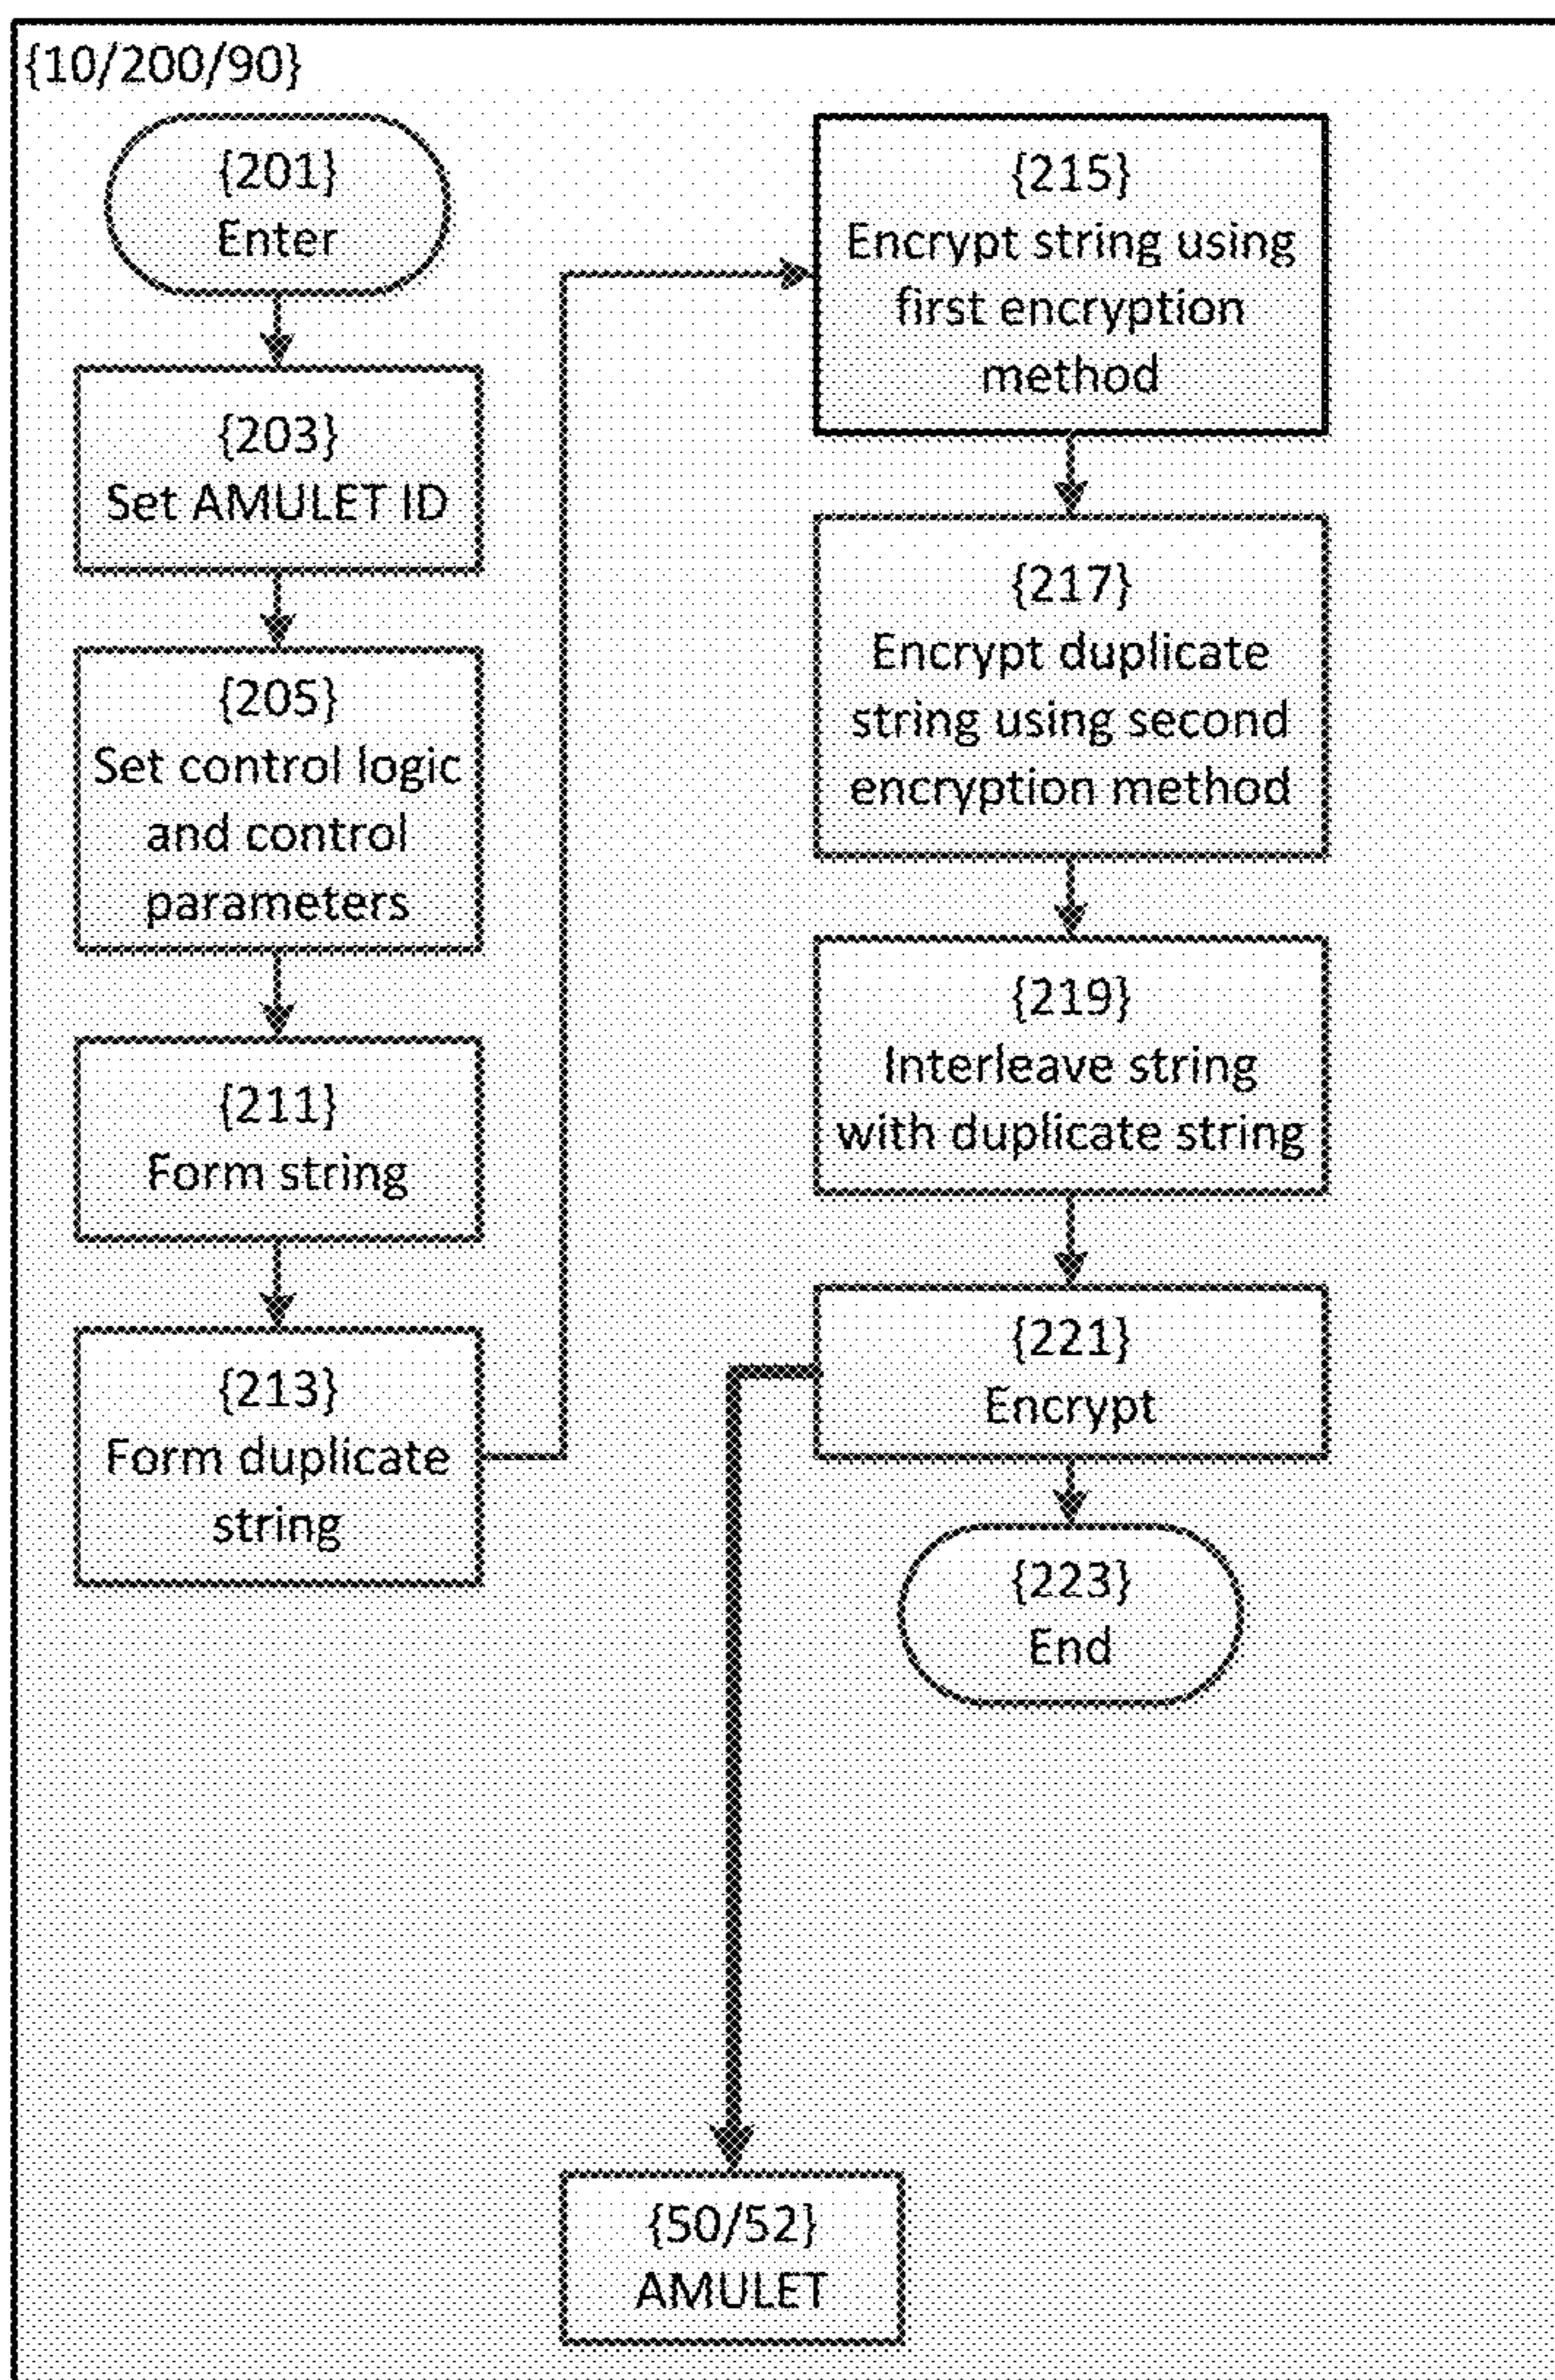 {10/200/90}
{201}
Enter
{203}
Set AMULET ID
{205}
Set control logic
and control
parameters
{211}
Form string
{213}
Form duplicate
string
{215}
Encrypt string using
first encryption
method
{217}
Encrypt duplicate
string using second
encryption method
{219}
Interleave string
with duplicate string
{221}
Encrypt
{223}
End
{50/52}
AMULET